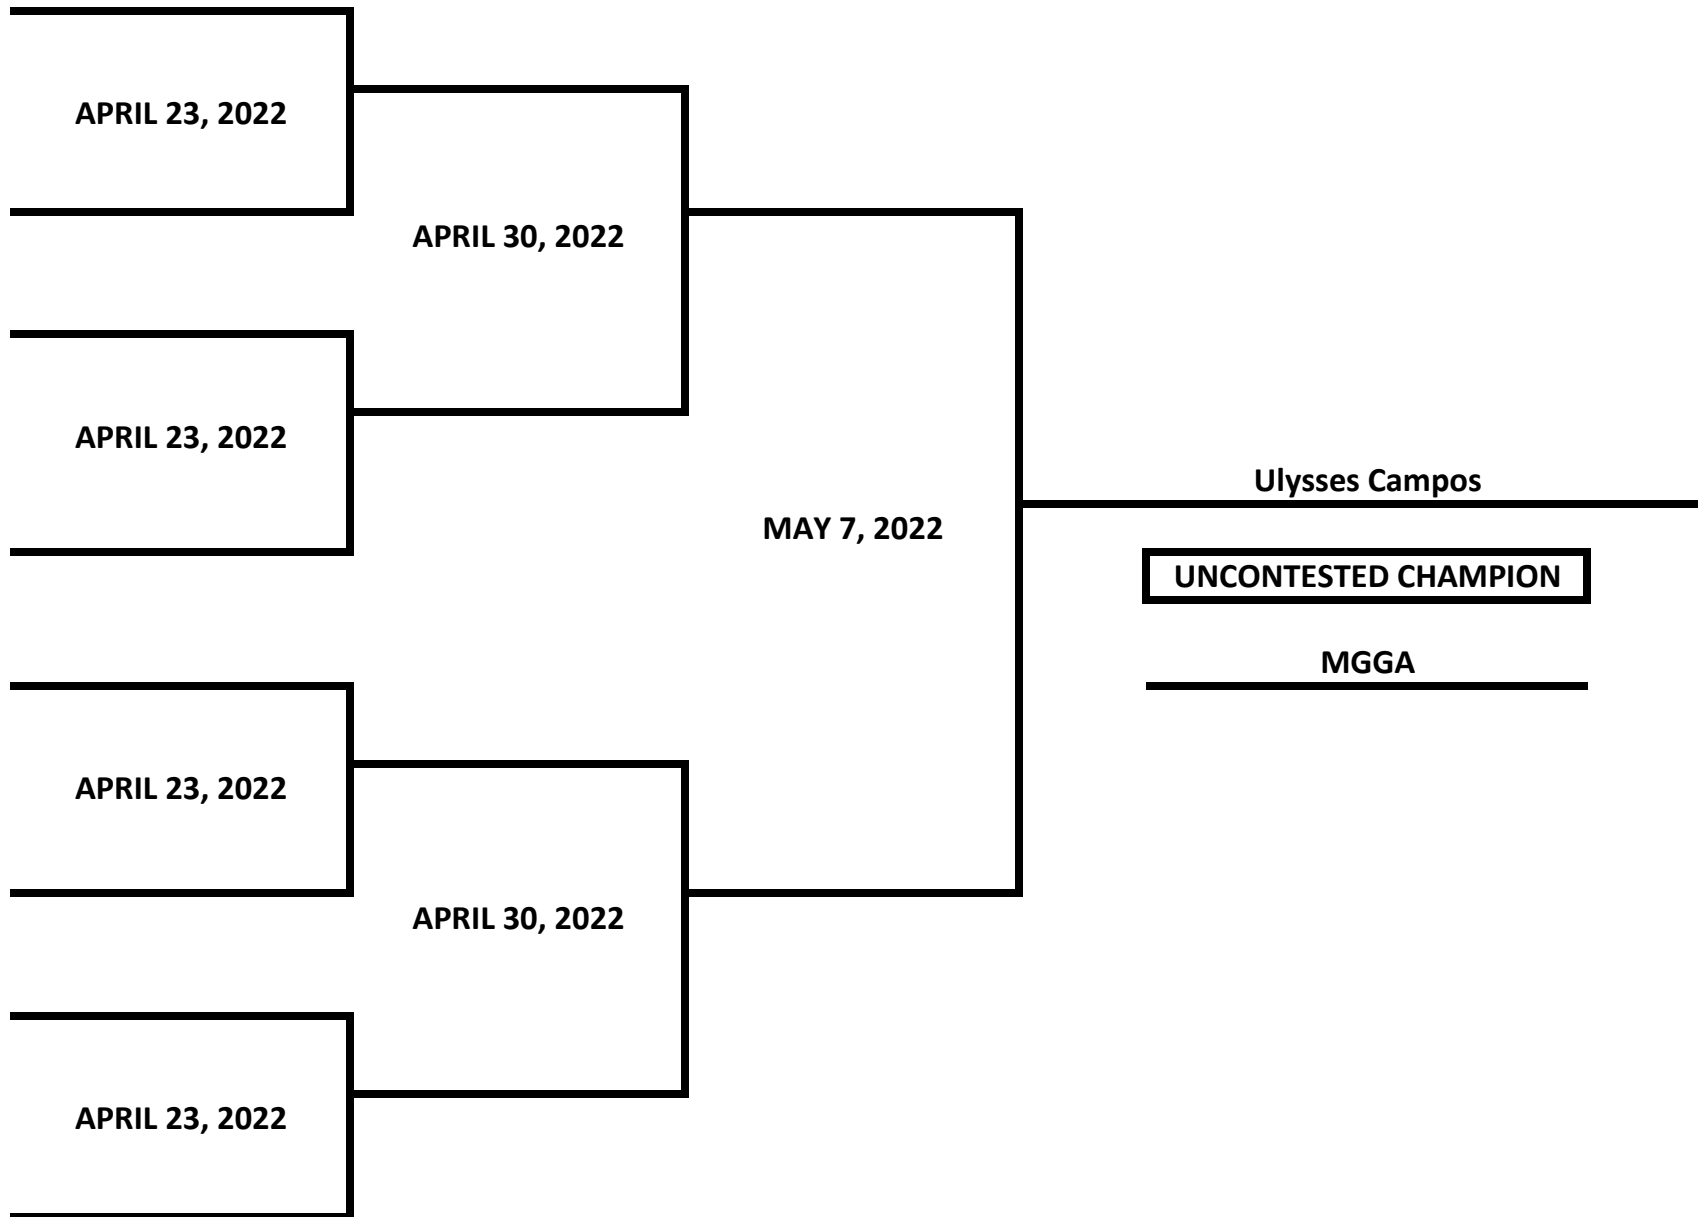 APRIL 23, 2022
APRIL 30, 2022
APRIL 23, 2022
Ulysses Campos
MAY 7, 2022
UNCONTESTED CHAMPION
MGGA
APRIL 23, 2022
APRIL 30, 2022
APRIL 23, 2022